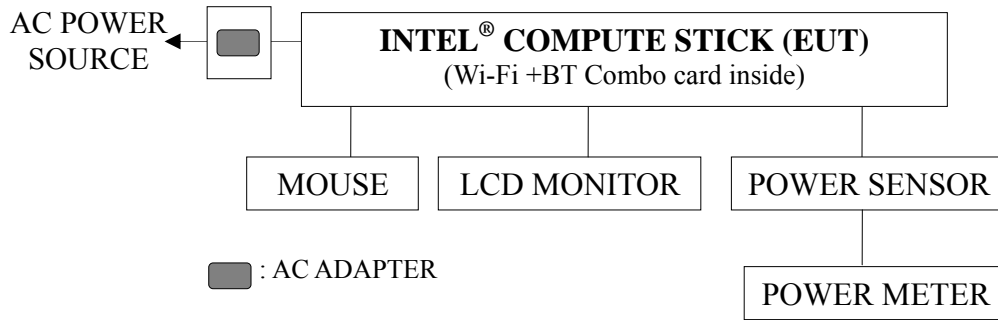 AC POWER
SOURCE
INTEL® COMPUTE STICK (EUT)
(Wi-Fi +BT Combo card inside)
MOUSE
LCD MONITOR
POWER SENSOR
: AC ADAPTER
POWER METER